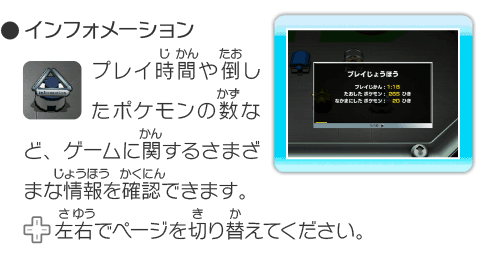 ● インフォメーション
プレイ時間や倒し
たポケモンの数な
ど、ゲームに関するさまざ
まな情報を確認できます。
左右でページを切り替えてください。
プレイじょうほう
プレイじかん：1:18
たおしたポケモン：255 ひき
なかまにしたポケモン：20 ひき